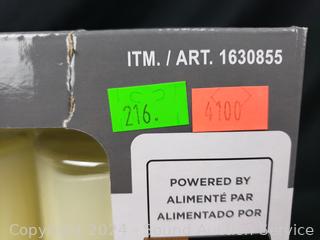 ITM. / ART. 1630855
216.
4100
POWERED BY
ALIMENTÉ PAR
ALIMENTADO POR
Copyright 2024 - Sound Auction Service